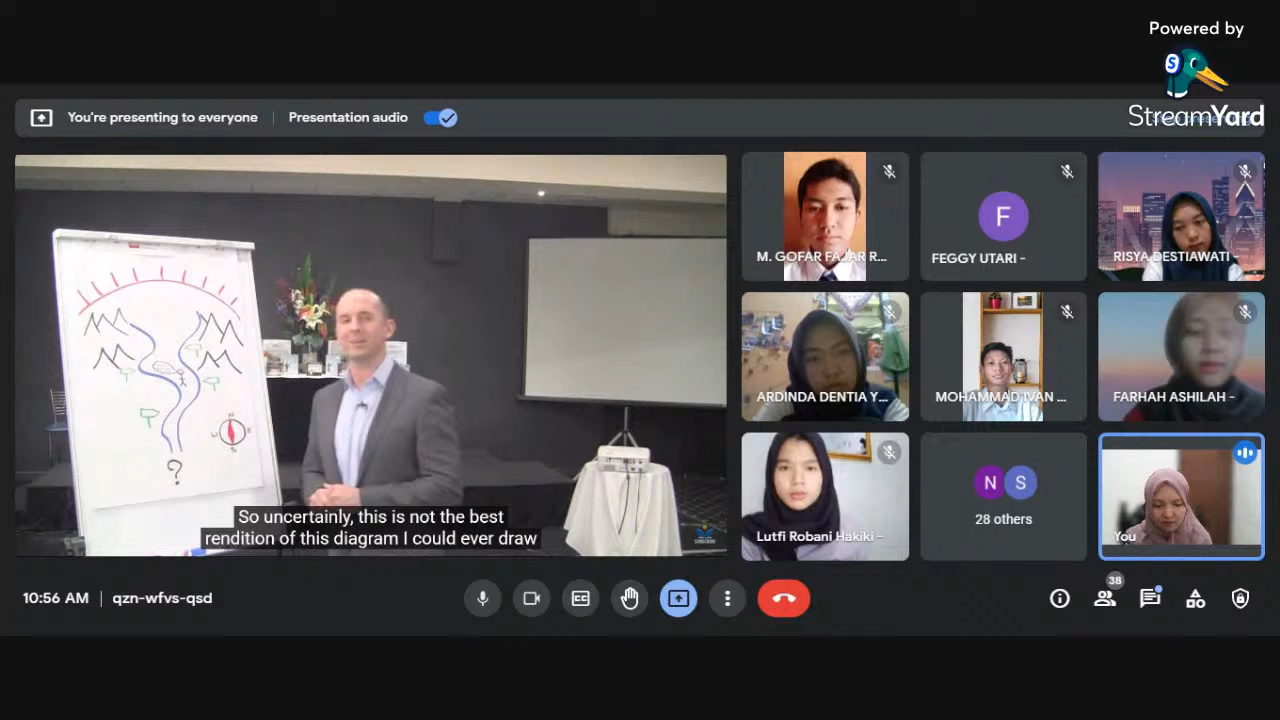 Powered by
StreamYard
You're presenting to everyone
Presentation audio
M. GOFAR FAJAR R...
F
FEGGY UTARI -
RISYA DESTIAWATI -
ARDINDA DENTIA Y...
MOHAMMAD IVAN ...
FARHAH ASHILAH -
?
So uncertainly, this is not the best
rendition of this diagram I could ever draw
Lutfi Robani Hakiki -
N S
28 others
You
10:56 AM | qzn-wfvs-qsd
38